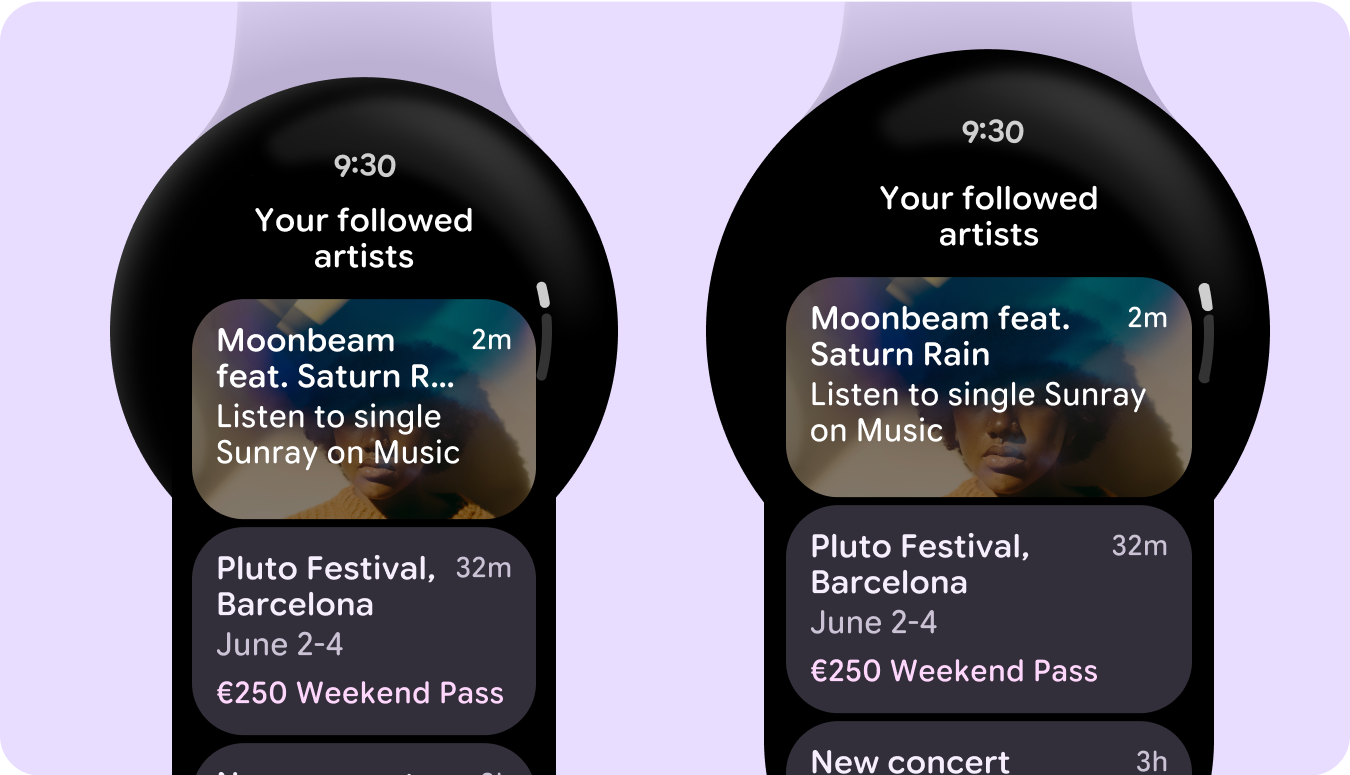 9:30
Your followed
artists
Moonbeam 2m
feat. Saturn R...
Listen to single
Sunray on Music
Pluto Festival, 32m
Barcelona
June 2-4
€250 Weekend Pass
9:30
Your followed
artists
Moonbeam feat. 2m
Saturn Rain
Listen to single Sunray
on Music
Pluto Festival, 32m
Barcelona
June 2-4
€250 Weekend Pass
New concert 3h